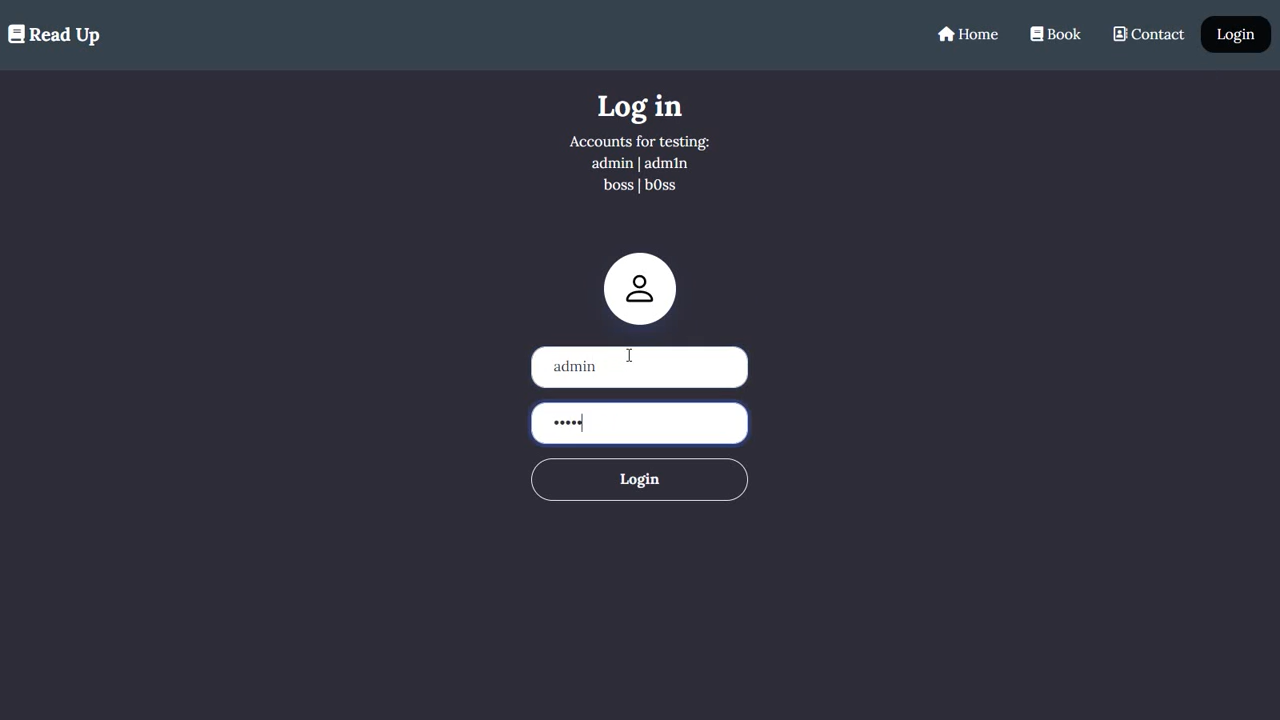 Read Up
Home
Book
Contact
Login
Log in
Accounts for testing:
admin | adm1n
boss | b0ss
admin
•••••
Login